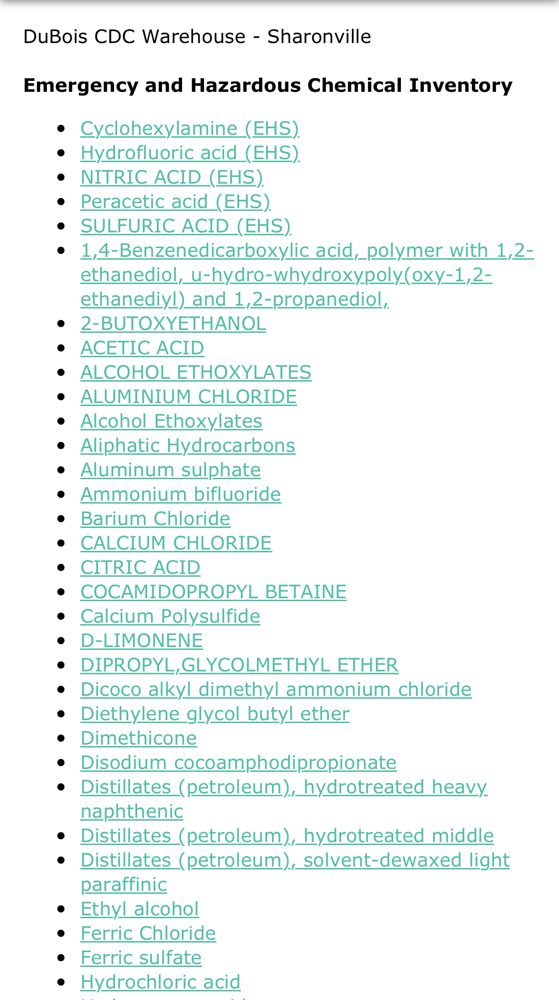 DuBois CDC Warehouse - Sharonville
Emergency and Hazardous Chemical Inventory
Cyclohexylamine (EHS)
Hydrofluoric acid (EHS)
NITRIC ACID (EHS)
Peracetic acid (EHS)
SULFURIC ACID (EHS)
1,4-Benzenedicarboxylic acid, polymer with 1,2-
ethanediol, u-hydro-whydroxypoly(oxy-1,2-
ethanediyl) and 1,2-propanediol,
2-BUTOXYETHANOL
ACETIC ACID
ALCOHOL ETHOXYLATES
ALUMINIUM CHLORIDE
Alcohol Ethoxylates
Aliphatic Hydrocarbons
Aluminum sulphate
Ammonium bifluoride
Barium Chloride
CALCIUM CHLORIDE
CITRIC ACID
COCAMIDOPROPYL BETAINE
Calcium Polysulfide
D-LIMONENE
DIPROPYL,GLYCOLMETHYL ETHER
Dicoco alkyl dimethyl ammonium chloride
Diethylene glycol butyl ether
Dimethicone
Disodium cocoamphodipropionate
Distillates (petroleum), hydrotreated heavy
naphthenic
Distillates (petroleum), hydrotreated middle
Distillates (petroleum), solvent-dewaxed light
paraffinic
Ethyl alcohol
Ferric Chloride
Ferric sulfate
Hydrochloric acid